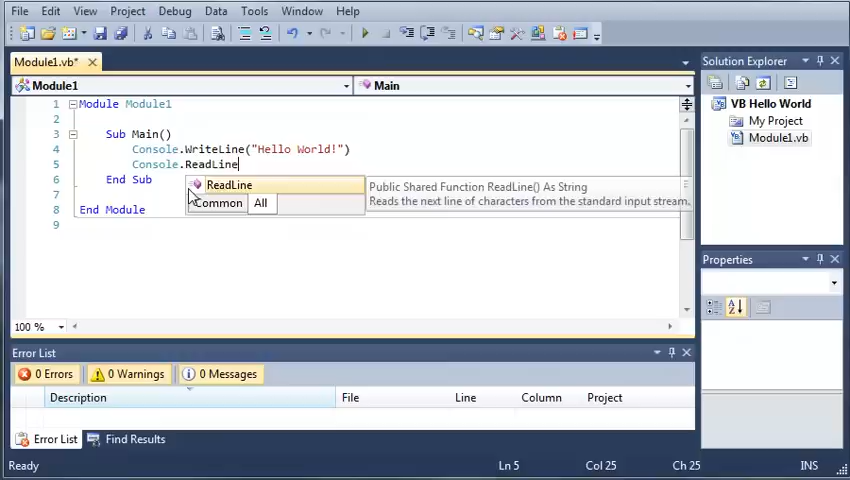 File Edit View Project Debug Data Tools Window Help
Module1.vb*
Module1
Main
1 Module Module1
2
3 Sub Main()
4 Console.WriteLine("Hello World!")
5 Console.ReadLine
6 End Sub
7
8 End Module
9
ReadLine
Common All
Public Shared Function ReadLine() As String
Reads the next line of characters from the standard input stream.
100 %
Solution Explorer
VB Hello World
My Project
Module1.vb
Properties
Error List
0 Errors 0 Warnings 0 Messages
Description File Line Column Project
Error List Find Results
Ready Ln 5 Col 25 Ch 25 INS